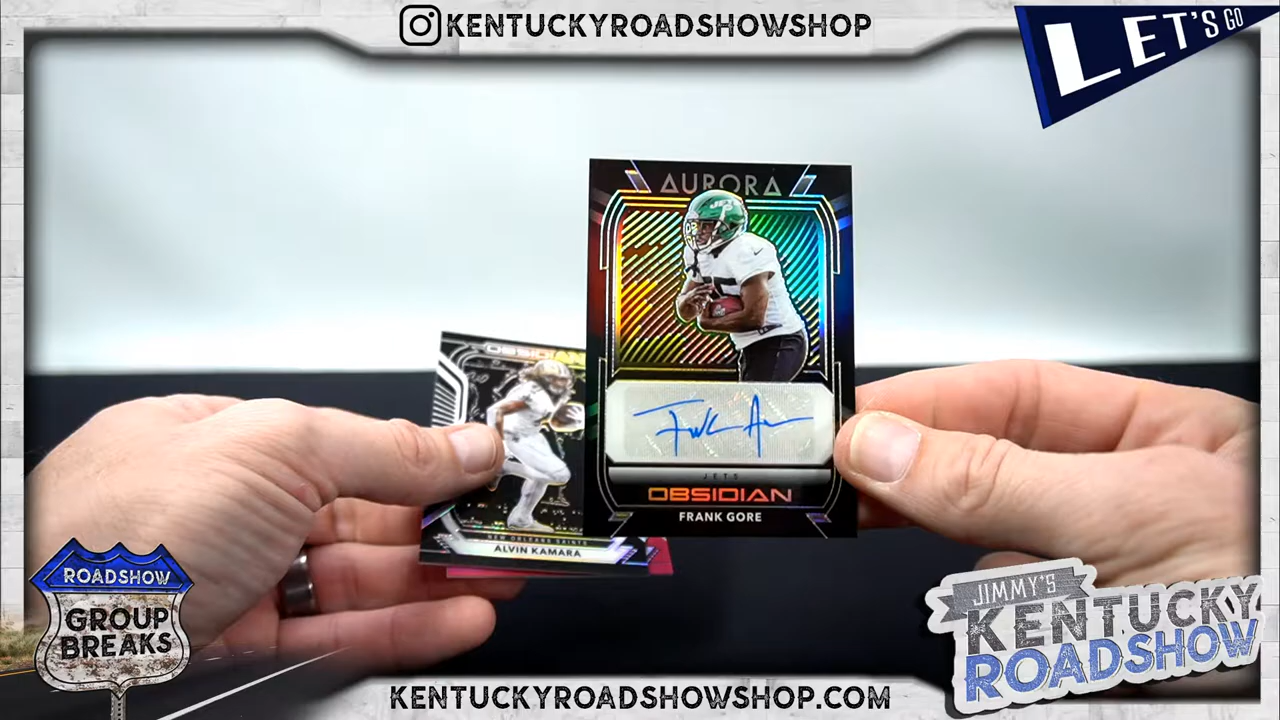 KENTUCKYROADSHOWSHOP
LET'S GO
AURORA
JETS
OBSIDIAN
FRANK GORE
OBSIDIAN
NEW ORLEANS SAINTS
ALVIN KAMARA
ROADSHOW
GROUP
BREAKS
JIMMY'S
KENTUCKY
ROADSHOW
KENTUCKYROADSHOWSHOP.COM